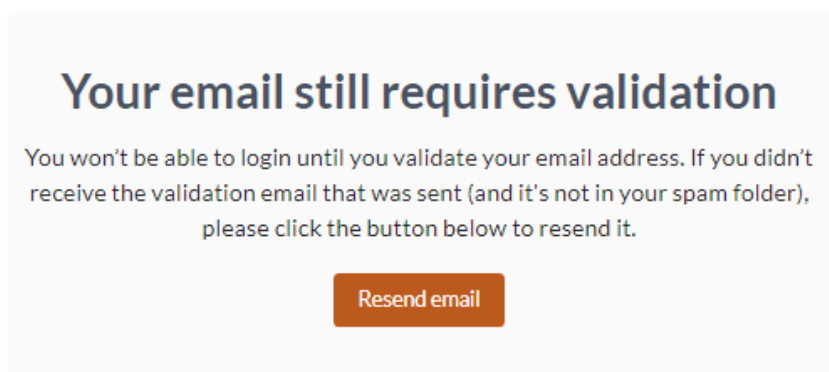 Your email still requires validation
You won’t be able to login until you validate your email address. If you didn’t
receive the validation email that was sent (and it's not in your spam folder),
please click the button below to resend it.
Resend email